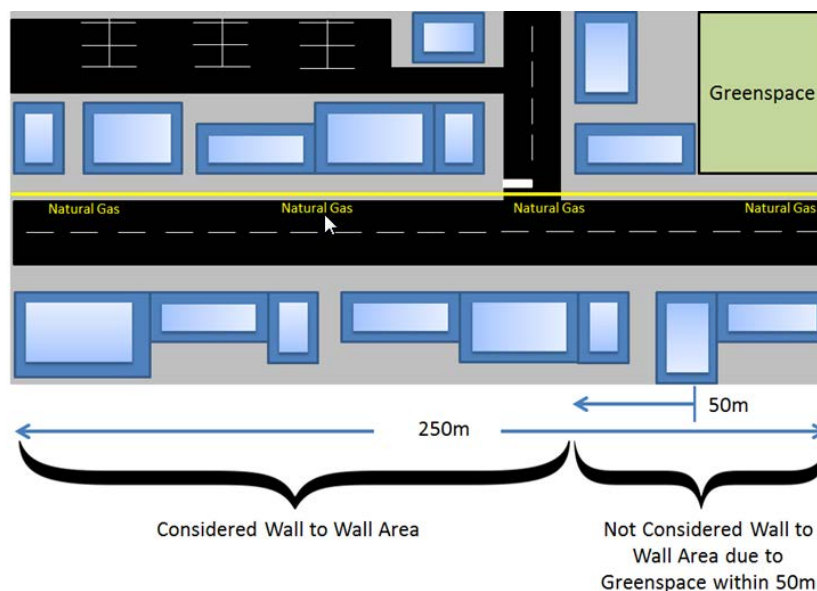 Greenspace
Natural Gas
Natural Gas
Natural Gas
Natural Gas
50m
250m
Considered Wall to Wall Area
Not Considered Wall to
Wall Area due to
Greenspace within 50m